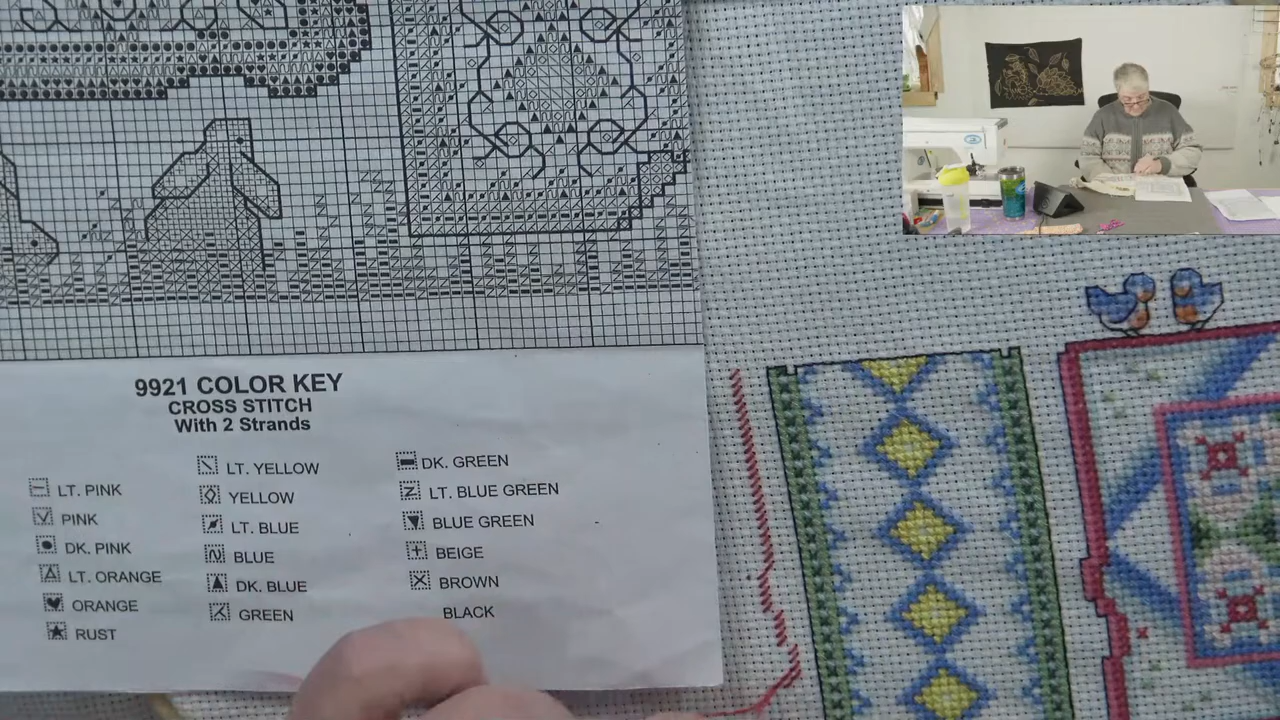 9921 COLOR KEY
CROSS STITCH
With 2 Strands
LT. PINK
PINK
DK. PINK
LT. ORANGE
ORANGE
RUST
LT. YELLOW
YELLOW
LT. BLUE
BLUE
DK. BLUE
GREEN
DK. GREEN
LT. BLUE GREEN
BLUE GREEN
BEIGE
BROWN
BLACK